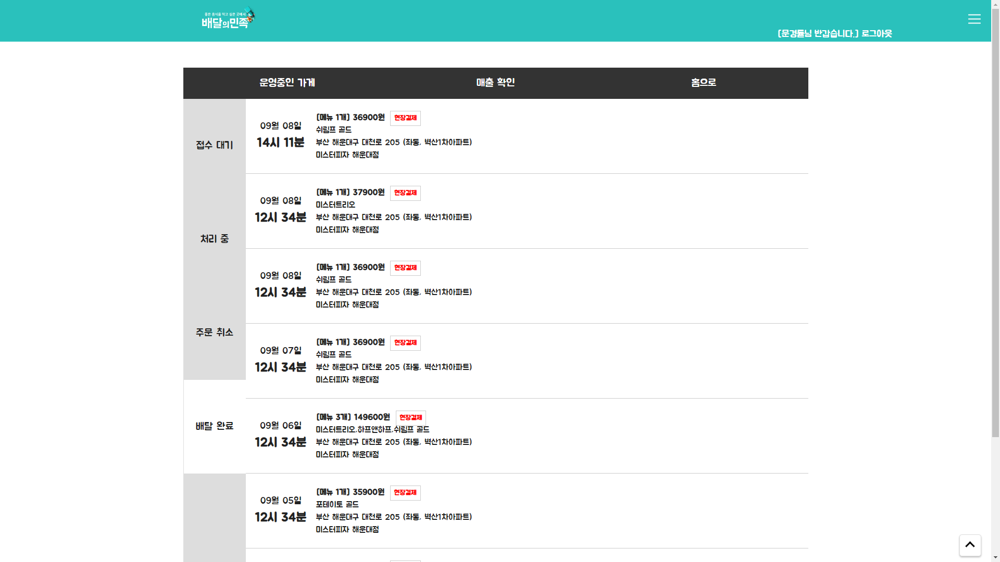 좋은 음식을 먹고 싶은 곳에서
배달의민족
[문경튤님 반갑습니다.] 로그아웃
운영중인 가게 매출 확인 홈으로
접수 대기
처리 중
주문 취소
배달 완료
09월 08일
14시 11분
[메뉴 1개] 36900원 현장결제
쉬림프 골드
부산 해운대구 대천로 205 (좌동, 벽산1차아파트)
미스터피자 해운대점
09월 08일
12시 34분
[메뉴 1개] 37900원 현장결제
미스터트리오
부산 해운대구 대천로 205 (좌동, 벽산1차아파트)
미스터피자 해운대점
09월 08일
12시 34분
[메뉴 1개] 36900원 현장결제
쉬림프 골드
부산 해운대구 대천로 205 (좌동, 벽산1차아파트)
미스터피자 해운대점
09월 07일
12시 34분
[메뉴 1개] 36900원 현장결제
쉬림프 골드
부산 해운대구 대천로 205 (좌동, 벽산1차아파트)
미스터피자 해운대점
09월 06일
12시 34분
[메뉴 3개] 149600원 현장결제
미스터트리오,하프앤하프,쉬림프 골드
부산 해운대구 대천로 205 (좌동, 벽산1차아파트)
미스터피자 해운대점
09월 05일
12시 34분
[메뉴 1개] 35900원 현장결제
포테이토 골드
부산 해운대구 대천로 205 (좌동, 벽산1차아파트)
미스터피자 해운대점